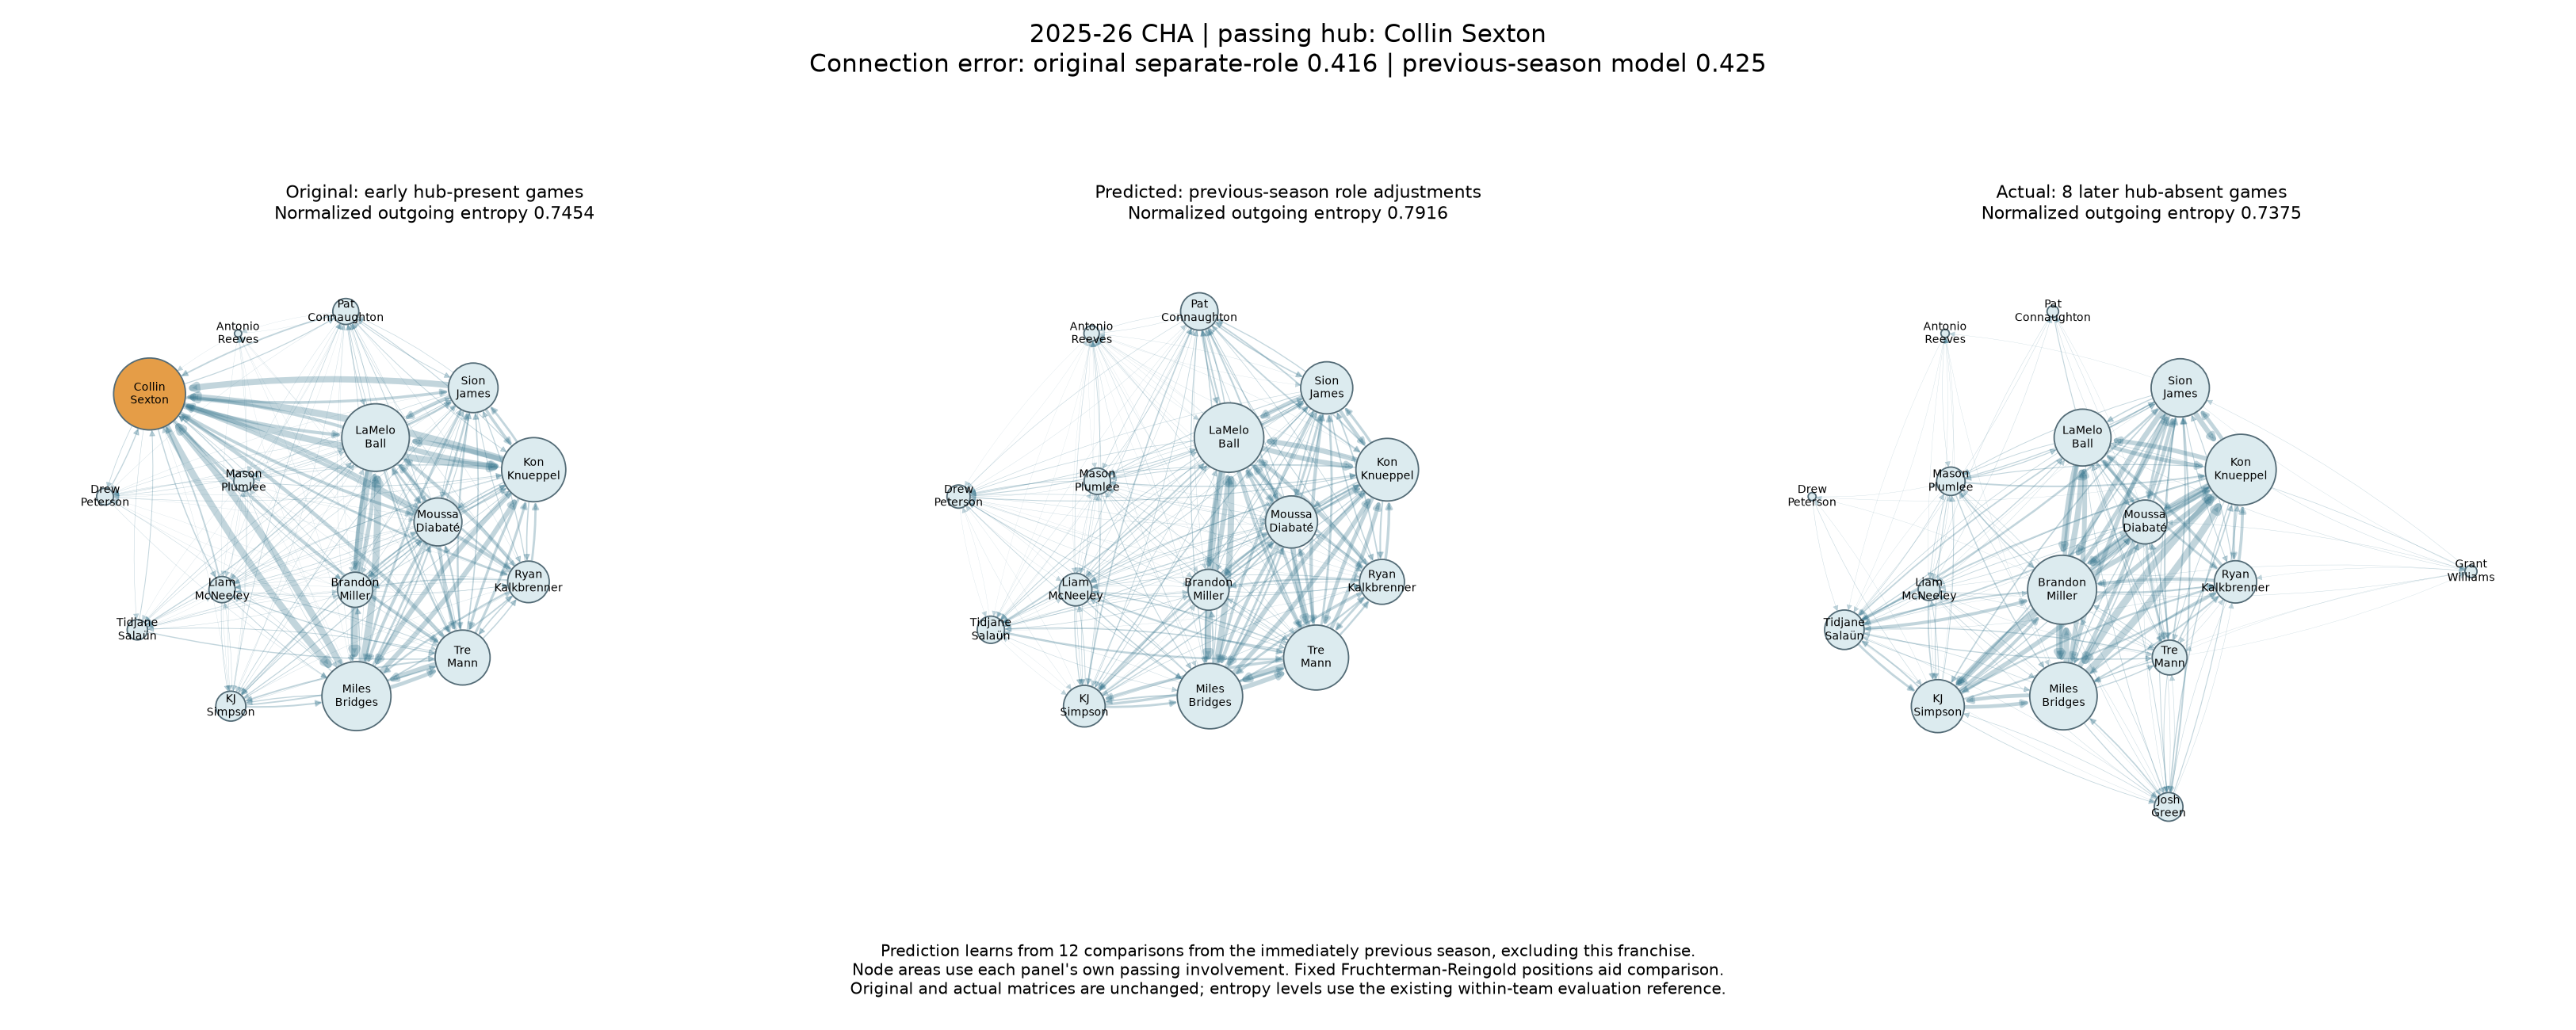 2025-26 CHA | passing hub: Collin Sexton
Connection error: original separate-role 0.416 | previous-season model 0.425
Original: early hub-present games
Normalized outgoing entropy 0.7454
Pat
Connaughton
Antonio
Reeves
Collin
Sexton
Sion
James
LaMelo
Ball
Kon
Knueppel
Mason
Plumlee
Drew
Peterson
Moussa
Diabaté
Liam
McNeeley
Brandon
Miller
Ryan
Kalkbrenner
Tidjane
Salaün
Tre
Mann
KJ
Simpson
Miles
Bridges
Predicted: previous-season role adjustments
Normalized outgoing entropy 0.7916
Pat
Connaughton
Antonio
Reeves
Sion
James
LaMelo
Ball
Kon
Knueppel
Mason
Plumlee
Drew
Peterson
Moussa
Diabaté
Liam
McNeeley
Brandon
Miller
Ryan
Kalkbrenner
Tidjane
Salaün
Tre
Mann
KJ
Simpson
Miles
Bridges
Actual: 8 later hub-absent games
Normalized outgoing entropy 0.7375
Pat
Connaughton
Antonio
Reeves
Sion
James
LaMelo
Ball
Kon
Knueppel
Mason
Plumlee
Drew
Peterson
Moussa
Diabaté
Grant
Williams
Liam
McNeeley
Brandon
Miller
Ryan
Kalkbrenner
Tidjane
Salaün
Tre
Mann
KJ
Simpson
Miles
Bridges
Josh
Green
Prediction learns from 12 comparisons from the immediately previous season, excluding this franchise.
Node areas use each panel's own passing involvement. Fixed Fruchterman-Reingold positions aid comparison.
Original and actual matrices are unchanged; entropy levels use the existing within-team evaluation reference.